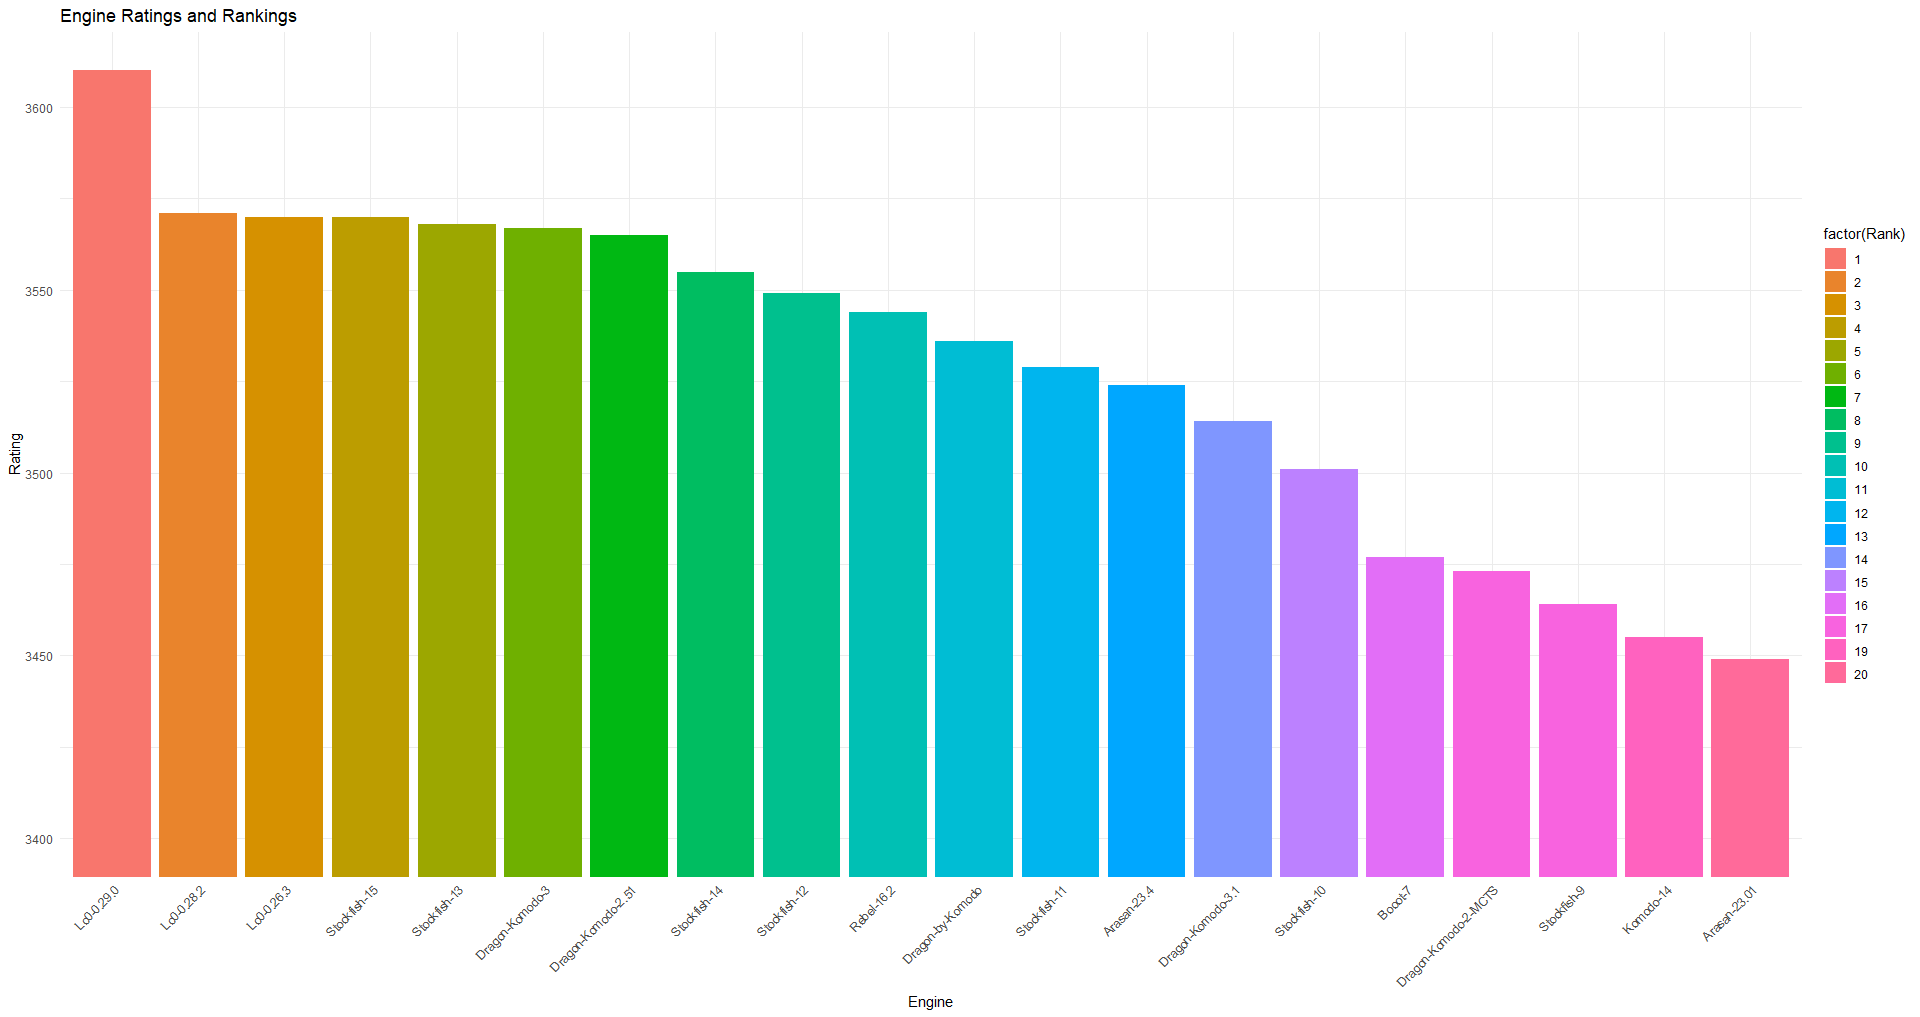 Engine Ratings and Rankings
Rating
3600
3550
3500
3450
3400
Lc0-0.29.0
Lc0-0.28.2
Lc0-0.26.3
Stockfish-15
Stockfish-13
Dragon-Komodo-3
Dragon-Komodo-2.5f
Stockfish-14
Stockfish-12
Rebel-16.2
Dragon-by-Komodo
Stockfish-11
Arasan-23.4
Dragon-Komodo-3.1
Stockfish-10
Booot-7
Dragon-Komodo-2-MCTS
Stockfish-9
Komodo-14
Arasan-23.01
Engine
factor(Rank)
1
2
3
4
5
6
7
8
9
10
11
12
13
14
15
16
17
19
20